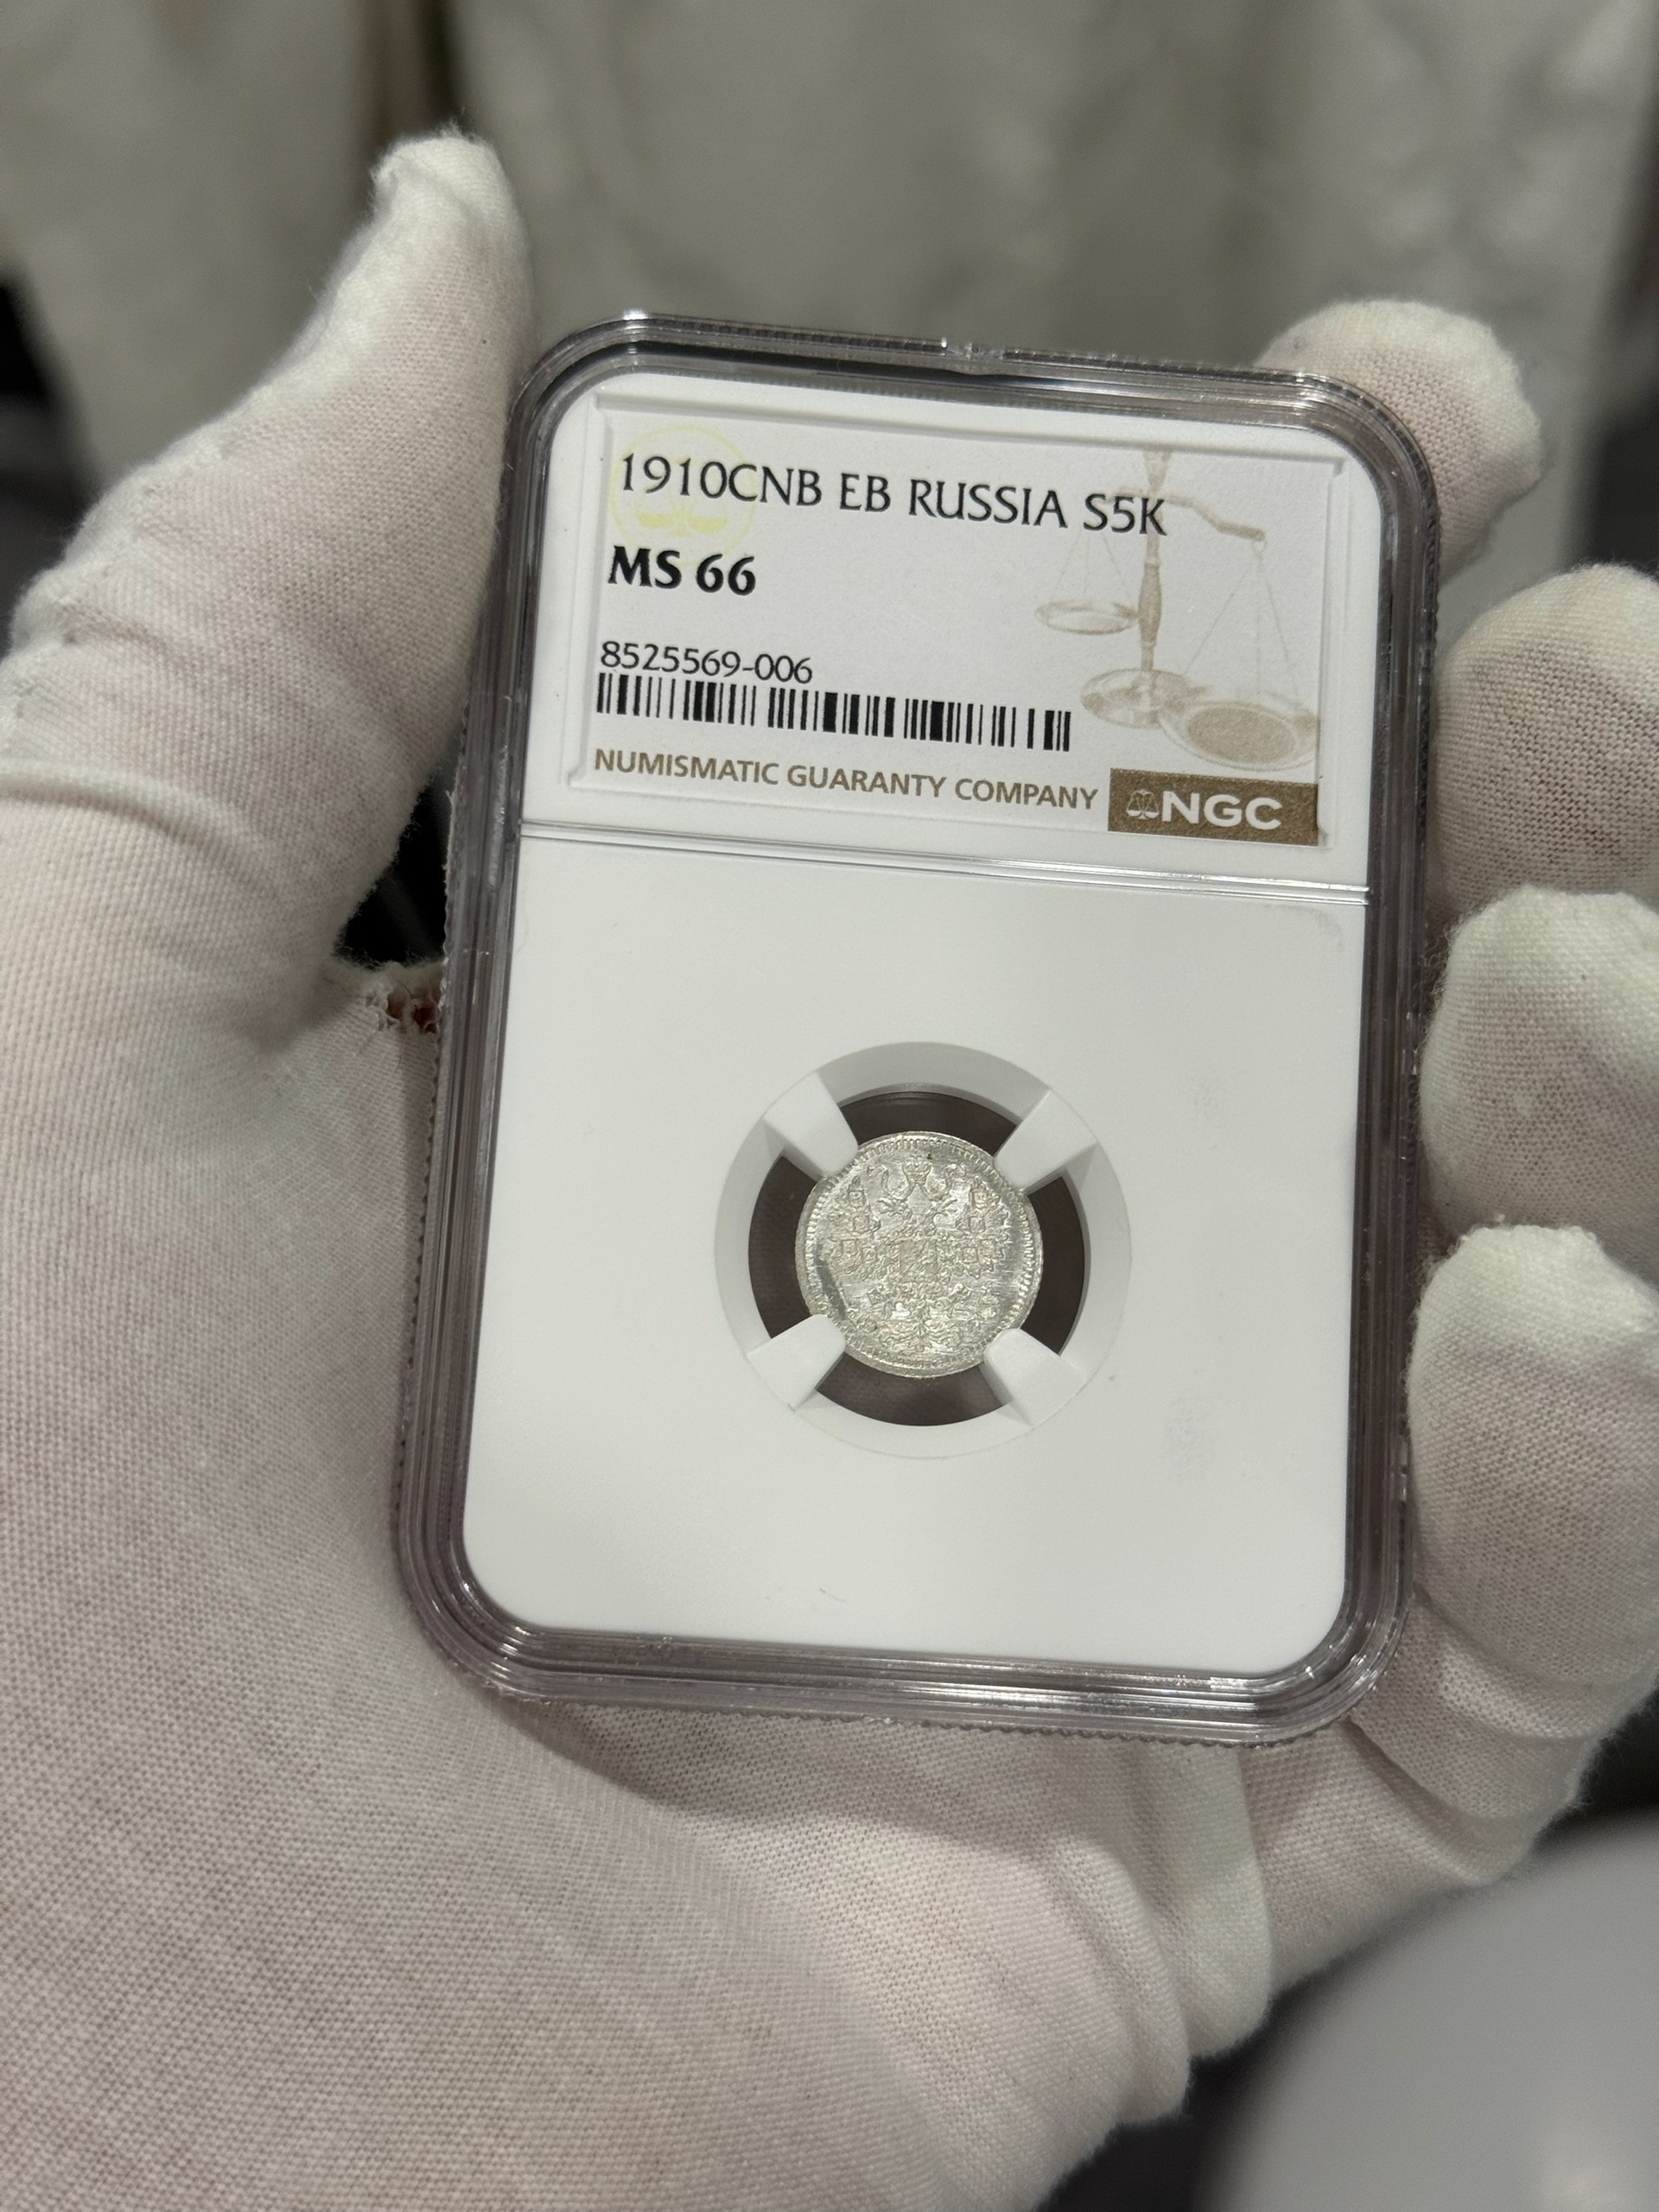 1910CNB EB RUSSIA S5K
MS 66
8525569-006
NUMISMATIC GUARANTY COMPANY NGC